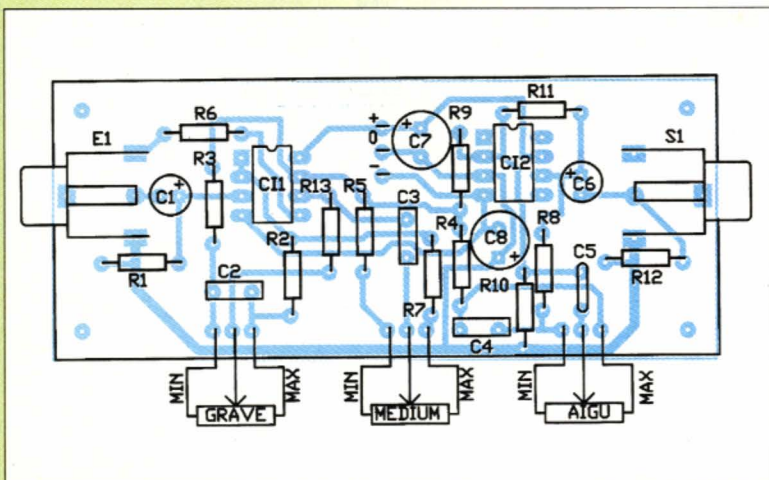 R11
R6
R9
E1
+
0
-
-
+
C7
S1
R3
CI1
CI2
+
C1
R13
R5
C3
+
C6
R2
R4
C8
R8
C5
R1
C2
R7
R10
+
R12
C4
MIN
GRAVE
MAX
MIN
MEDIUM
MAX
MIN
AIGU
MAX